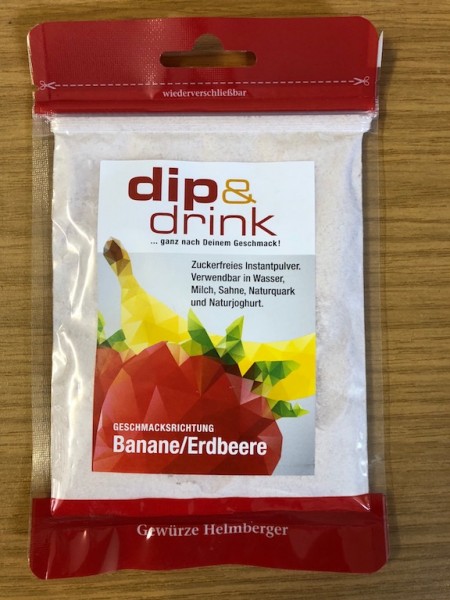 wiederverschließbar
dip &
drink
... ganz nach Deinem Geschmack!
Zuckerfreies Instantpulver.
Verwendbar in Wasser,
Milch, Sahne, Naturquark
und Naturjoghurt.
GESCHMACKSRICHTUNG
Banane/Erdbeere
Gewürze Helmberger